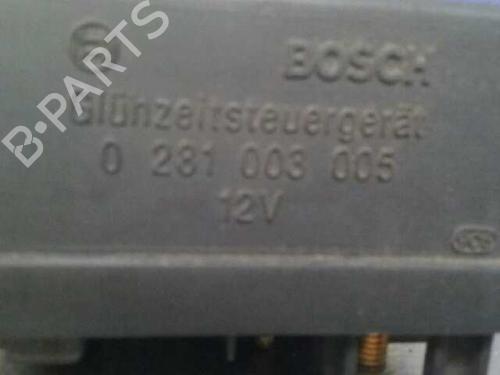 BOSCH
Glühzeitsteuergerät
0 281 003 005
12V
B-PARTS